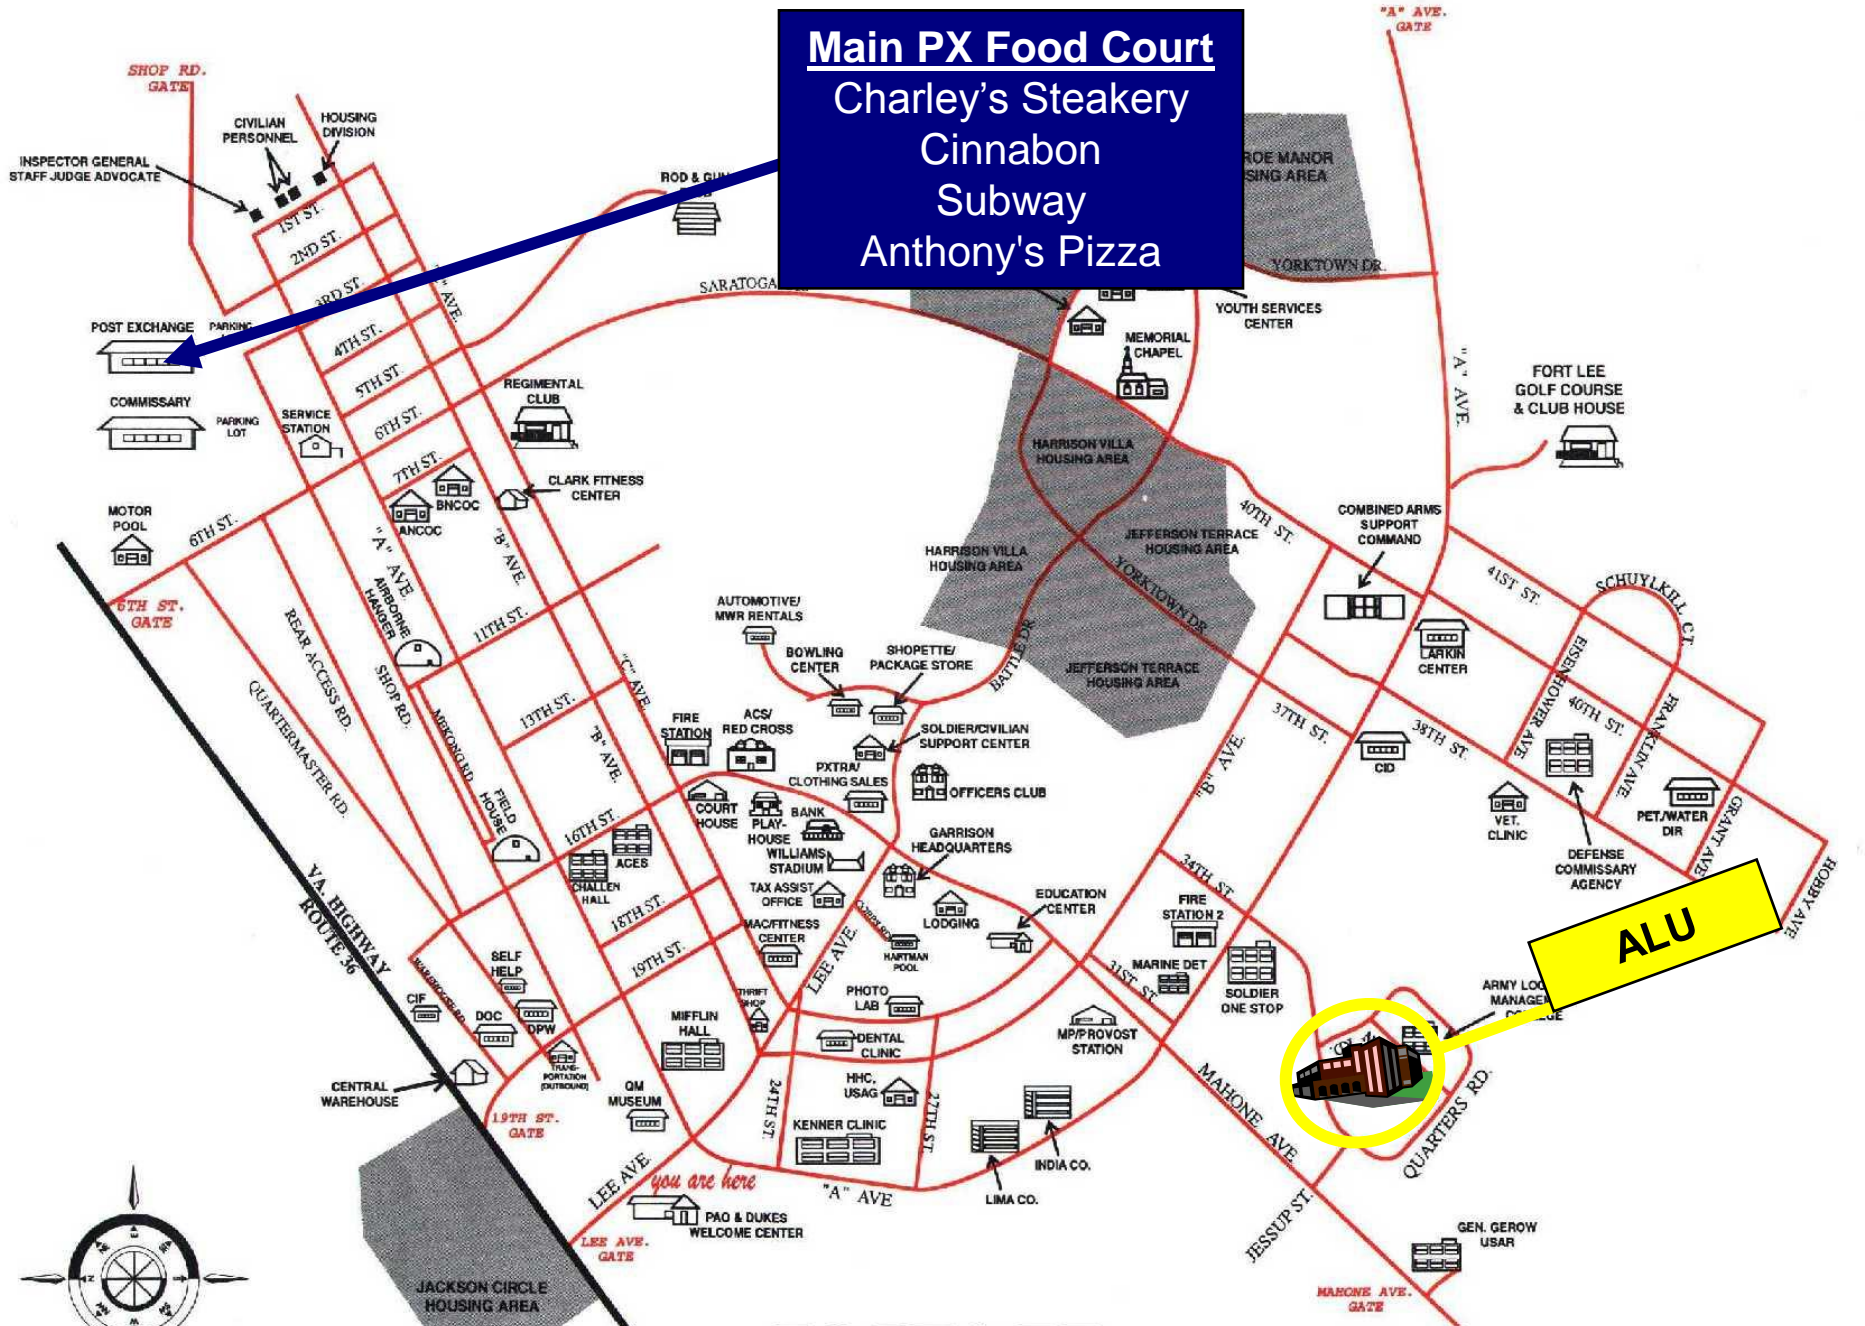 "A" AVE.
GATE
Main PX Food Court
Charley's Steakery
Cinnabon
Subway
Anthony's Pizza
SHOP RD.
GATE
CIVILIAN
PERSONNEL
HOUSING
DIVISION
INSPECTOR GENERAL
STAFF JUDGE ADVOCATE
1ST ST.
2ND ST.
3RD ST.
4TH ST.
5TH ST.
6TH ST.
7TH ST.
AVE.
ROD & GUN
SARATOGA
MANOR
YORKTOWN DR.
YOUTH SERVICES
CENTER
MEMORIAL
CHAPEL
POST EXCHANGE
PARKING
COMMISSARY
PARKING
LOT
SERVICE
STATION
REGIMENTAL
CLUB
"A" AVE.
FORT LEE
GOLF COURSE
& CLUB HOUSE
HARRISON VILLA
HOUSING AREA
CLARK FITNESS
CENTER
BNCOC
ANCOC
MOTOR
POOL
6TH ST.
6TH ST.
GATE
"A" AVE
"B" AVE.
40TH ST.
COMBINED ARMS
SUPPORT
COMMAND
JEFFERSON TERRACE
HOUSING AREA
HARRISON VILLA
HOUSING AREA
YORKTOWN DR.
41ST ST.
SCHUYLKILL CT.
AIRBORNE
HANGER
REAR ACCESS RD.
QUARTERMASTER RD.
SHOP RD.
MEKONG RD.
11TH ST.
13TH ST.
"C" AVE.
"B" AVE.
AUTOMOTIVE/
MWR RENTALS
BOWLING
CENTER
SHOPETTE/
PACKAGE STORE
BATTLE DR.
JEFFERSON TERRACE
HOUSING AREA
LARKIN
CENTER
EISENHOWER AVE
40TH ST.
FRANKLIN AVE.
38TH ST.
37TH ST.
CID
FIRE
STATION
ACS/
RED CROSS
SOLDIER/CIVILIAN
SUPPORT CENTER
PXTRA/
CLOTHING SALES
OFFICERS CLUB
"B" AVE.
COURT
HOUSE
PLAY-
HOUSE
BANK
WILLIAMS
STADIUM
GARRISON
HEADQUARTERS
VET.
CLINIC
DEFENSE
COMMISSARY
AGENCY
PET./WATER
DIR
GRANT AVE
HOBBY AVE
FIELD
HOUSE
16TH ST.
ACES
CHALLEN
HALL
18TH ST.
19TH ST.
TAX ASSIST
OFFICE
LODGING
EDUCATION
CENTER
34TH ST.
FIRE
STATION 2
ALU
VA. HIGHWAY
ROUTE 36
WAREHOUSE RD.
SELF
HELP
CIF
DOC
DPW
MAC/FITNESS
CENTER
LEE AVE.
HARTMAN
POOL
THRIFT
SHOP
PHOTO
LAB
31ST ST.
MARINE DET
SOLDIER
ONE STOP
MP/PROVOST
STATION
MIFFLIN
HALL
DENTAL
CLINIC
TRANS-
PORTATION
(OUTBOUND)
CENTRAL
WAREHOUSE
19TH ST.
GATE
QM
MUSEUM
HHC,
USAG
24TH ST.
27TH ST.
KENNER CLINIC
INDIA CO.
LIMA CO.
MAHONE AVE
QUARTERS RD.
JESSUP ST.
LEE AVE.
you are here
"A" AVE
PAO & DUKES
WELCOME CENTER
LEE AVE.
GATE
JACKSON CIRCLE
HOUSING AREA
GEN. GEROW
USAR
MAHONE AVE.
GATE